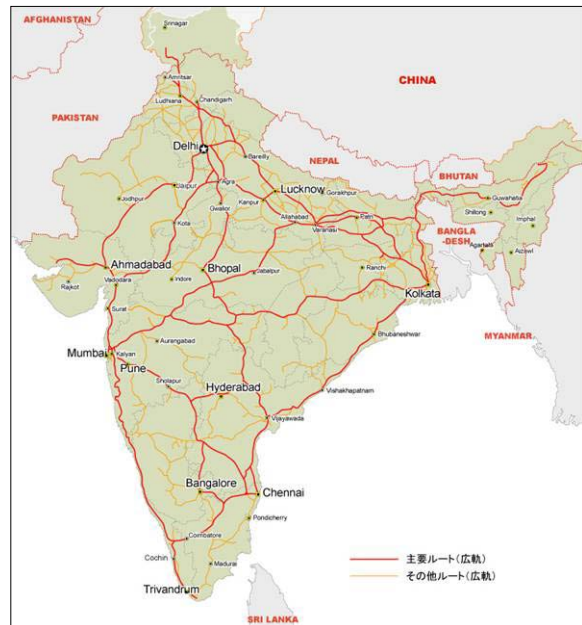 AFGHANISTAN
Srinagar
CHINA
Amritsar
Ludhiana
Chandigarh
PAKISTAN
Delhi
Bareilly
NEPAL
BHUTAN
Jaipur
Agra
Lucknow
Gorakhpur
Jodhpur
Gwalior
Kanpur
Guwahati
Shillong
Imphal
Kota
Allahabad
Varanasi
BANGLA
-DESH
Agartala
Ahmadabad
Bhopal
Jabalpur
Ranchi
Vadodara
Indore
Kolkata
Rajkot
Surat
MYANMAR
Bhubaneshwar
Aurangabad
Mumbai
Kalyan
Pune
Sholapur
Hyderabad
Vishakhapatnam
Vijayawada
Bangalore
Chennai
Pondicherry
Coimbatore
Cochin
Madurai
主要ルート(広軌)
その他ルート(広軌)
Trivandrum
SRI LANKA